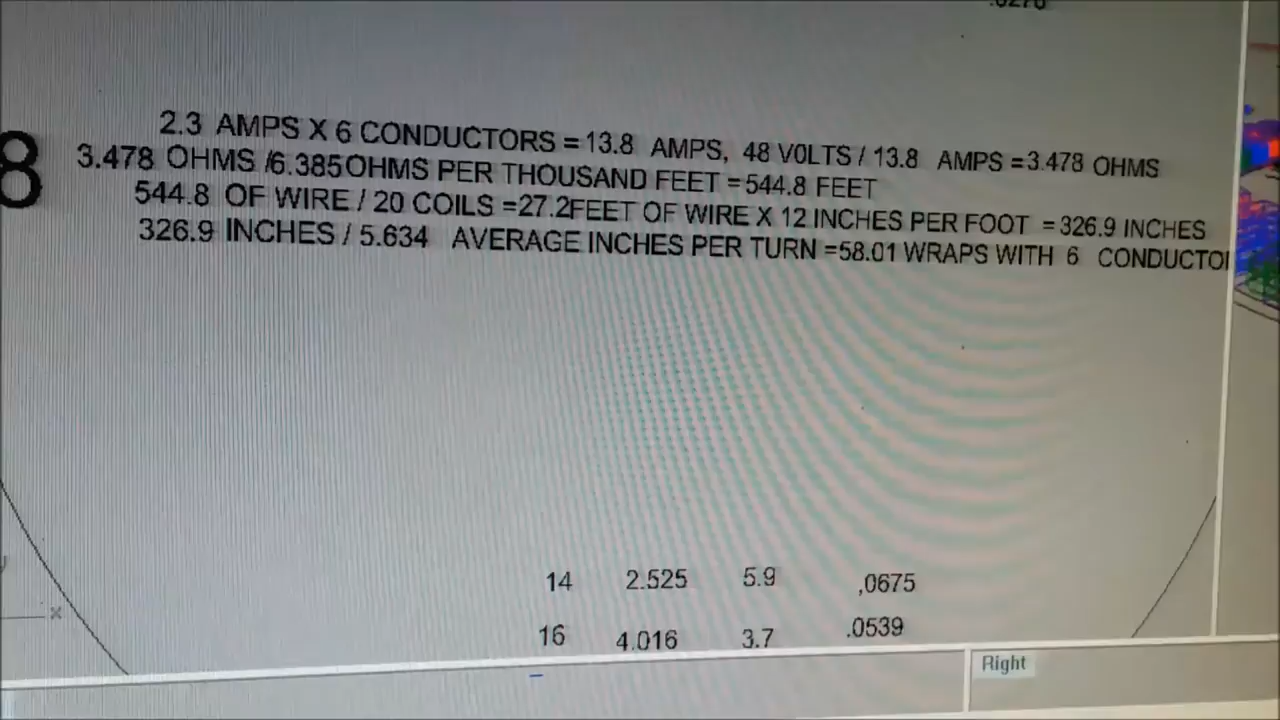 .0276
8
2.3 AMPS X 6 CONDUCTORS = 13.8 AMPS, 48 VOLTS / 13.8 AMPS =3.478 OHMS
3.478 OHMS /6.385OHMS PER THOUSAND FEET =544.8 FEET
544.8 OF WIRE / 20 COILS =27.2FEET OF WIRE X 12 INCHES PER FOOT = 326.9 INCHES
326.9 INCHES / 5.634 AVERAGE INCHES PER TURN =58.01 WRAPS WITH 6 CONDUCTO
14 2.525 5.9 ,0675
16 4.016 3.7 .0539
x
Right